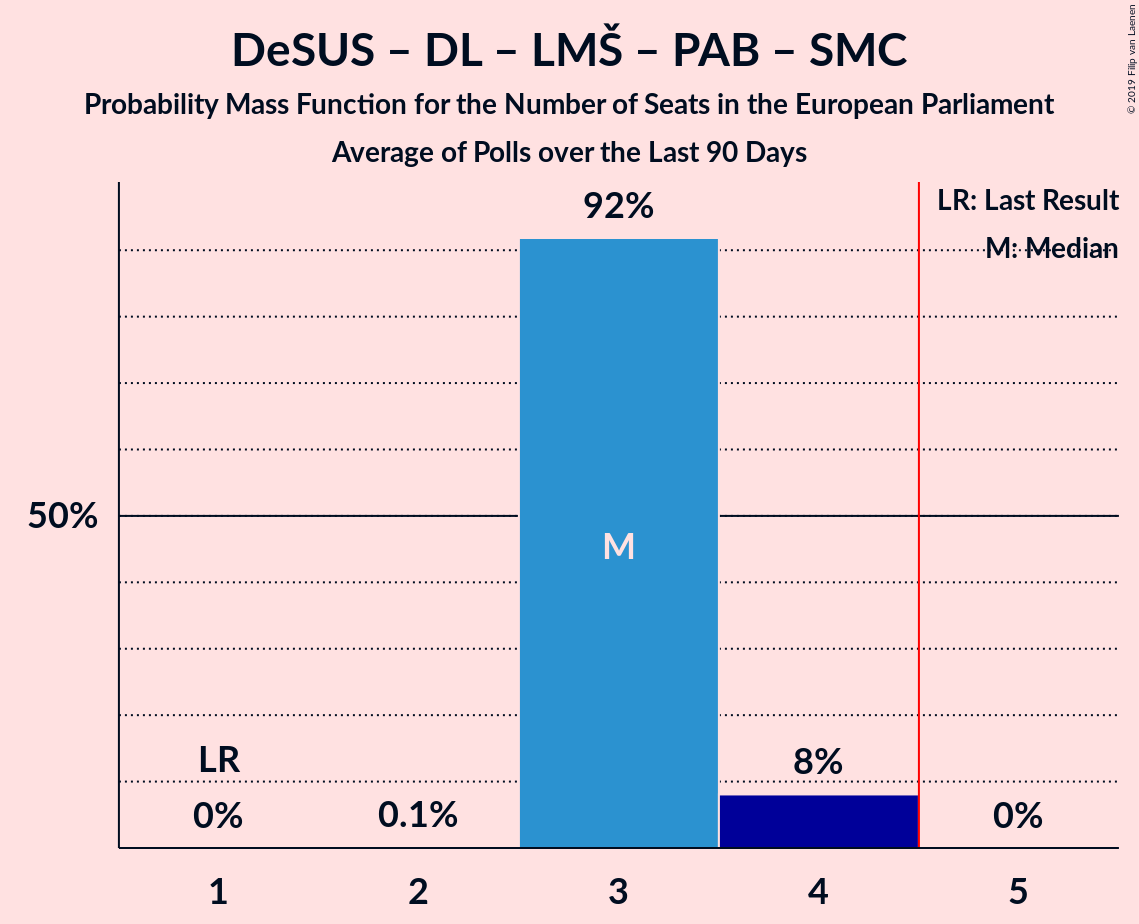 DeSUS – DL – LMŠ – PAB – SMC
Probability Mass Function for the Number of Seats in the European Parliament
Average of Polls over the Last 90 Days
© 2019 Filip van Laenen
LR: Last Result
M: Median
92%
50%
M
LR
8%
0%
0.1%
0%
1
2
3
4
5